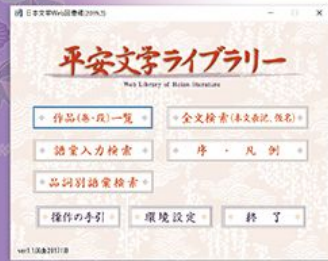 日本文学Web図書館(2019.3)
平安文学ライブラリー
Web Library of Heian literature
作品(巻・段)一覧
全文検索(本文表記、仮名)
語彙入力検索
序・凡例
品詞別語彙検索
操作の手引
環境設定
終了